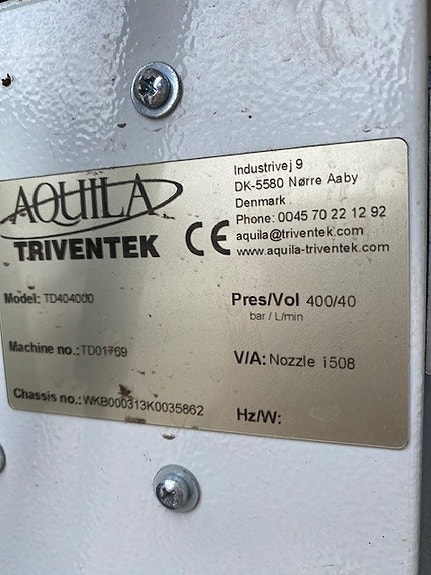 AQUILA
TRIVENTEK
CE
Industrivej 9
DK-5580 Nørre Aaby
Denmark
Phone: 0045 70 22 12 92
aquila@triventek.com
www.aquila-triventek.com
Model: TD404000
Pres/Vol 400/40
bar / L/min
Machine no.:TD01769
V/A: Nozzle 1508
Chassis no.: WKB000313K0035862
Hz/W: